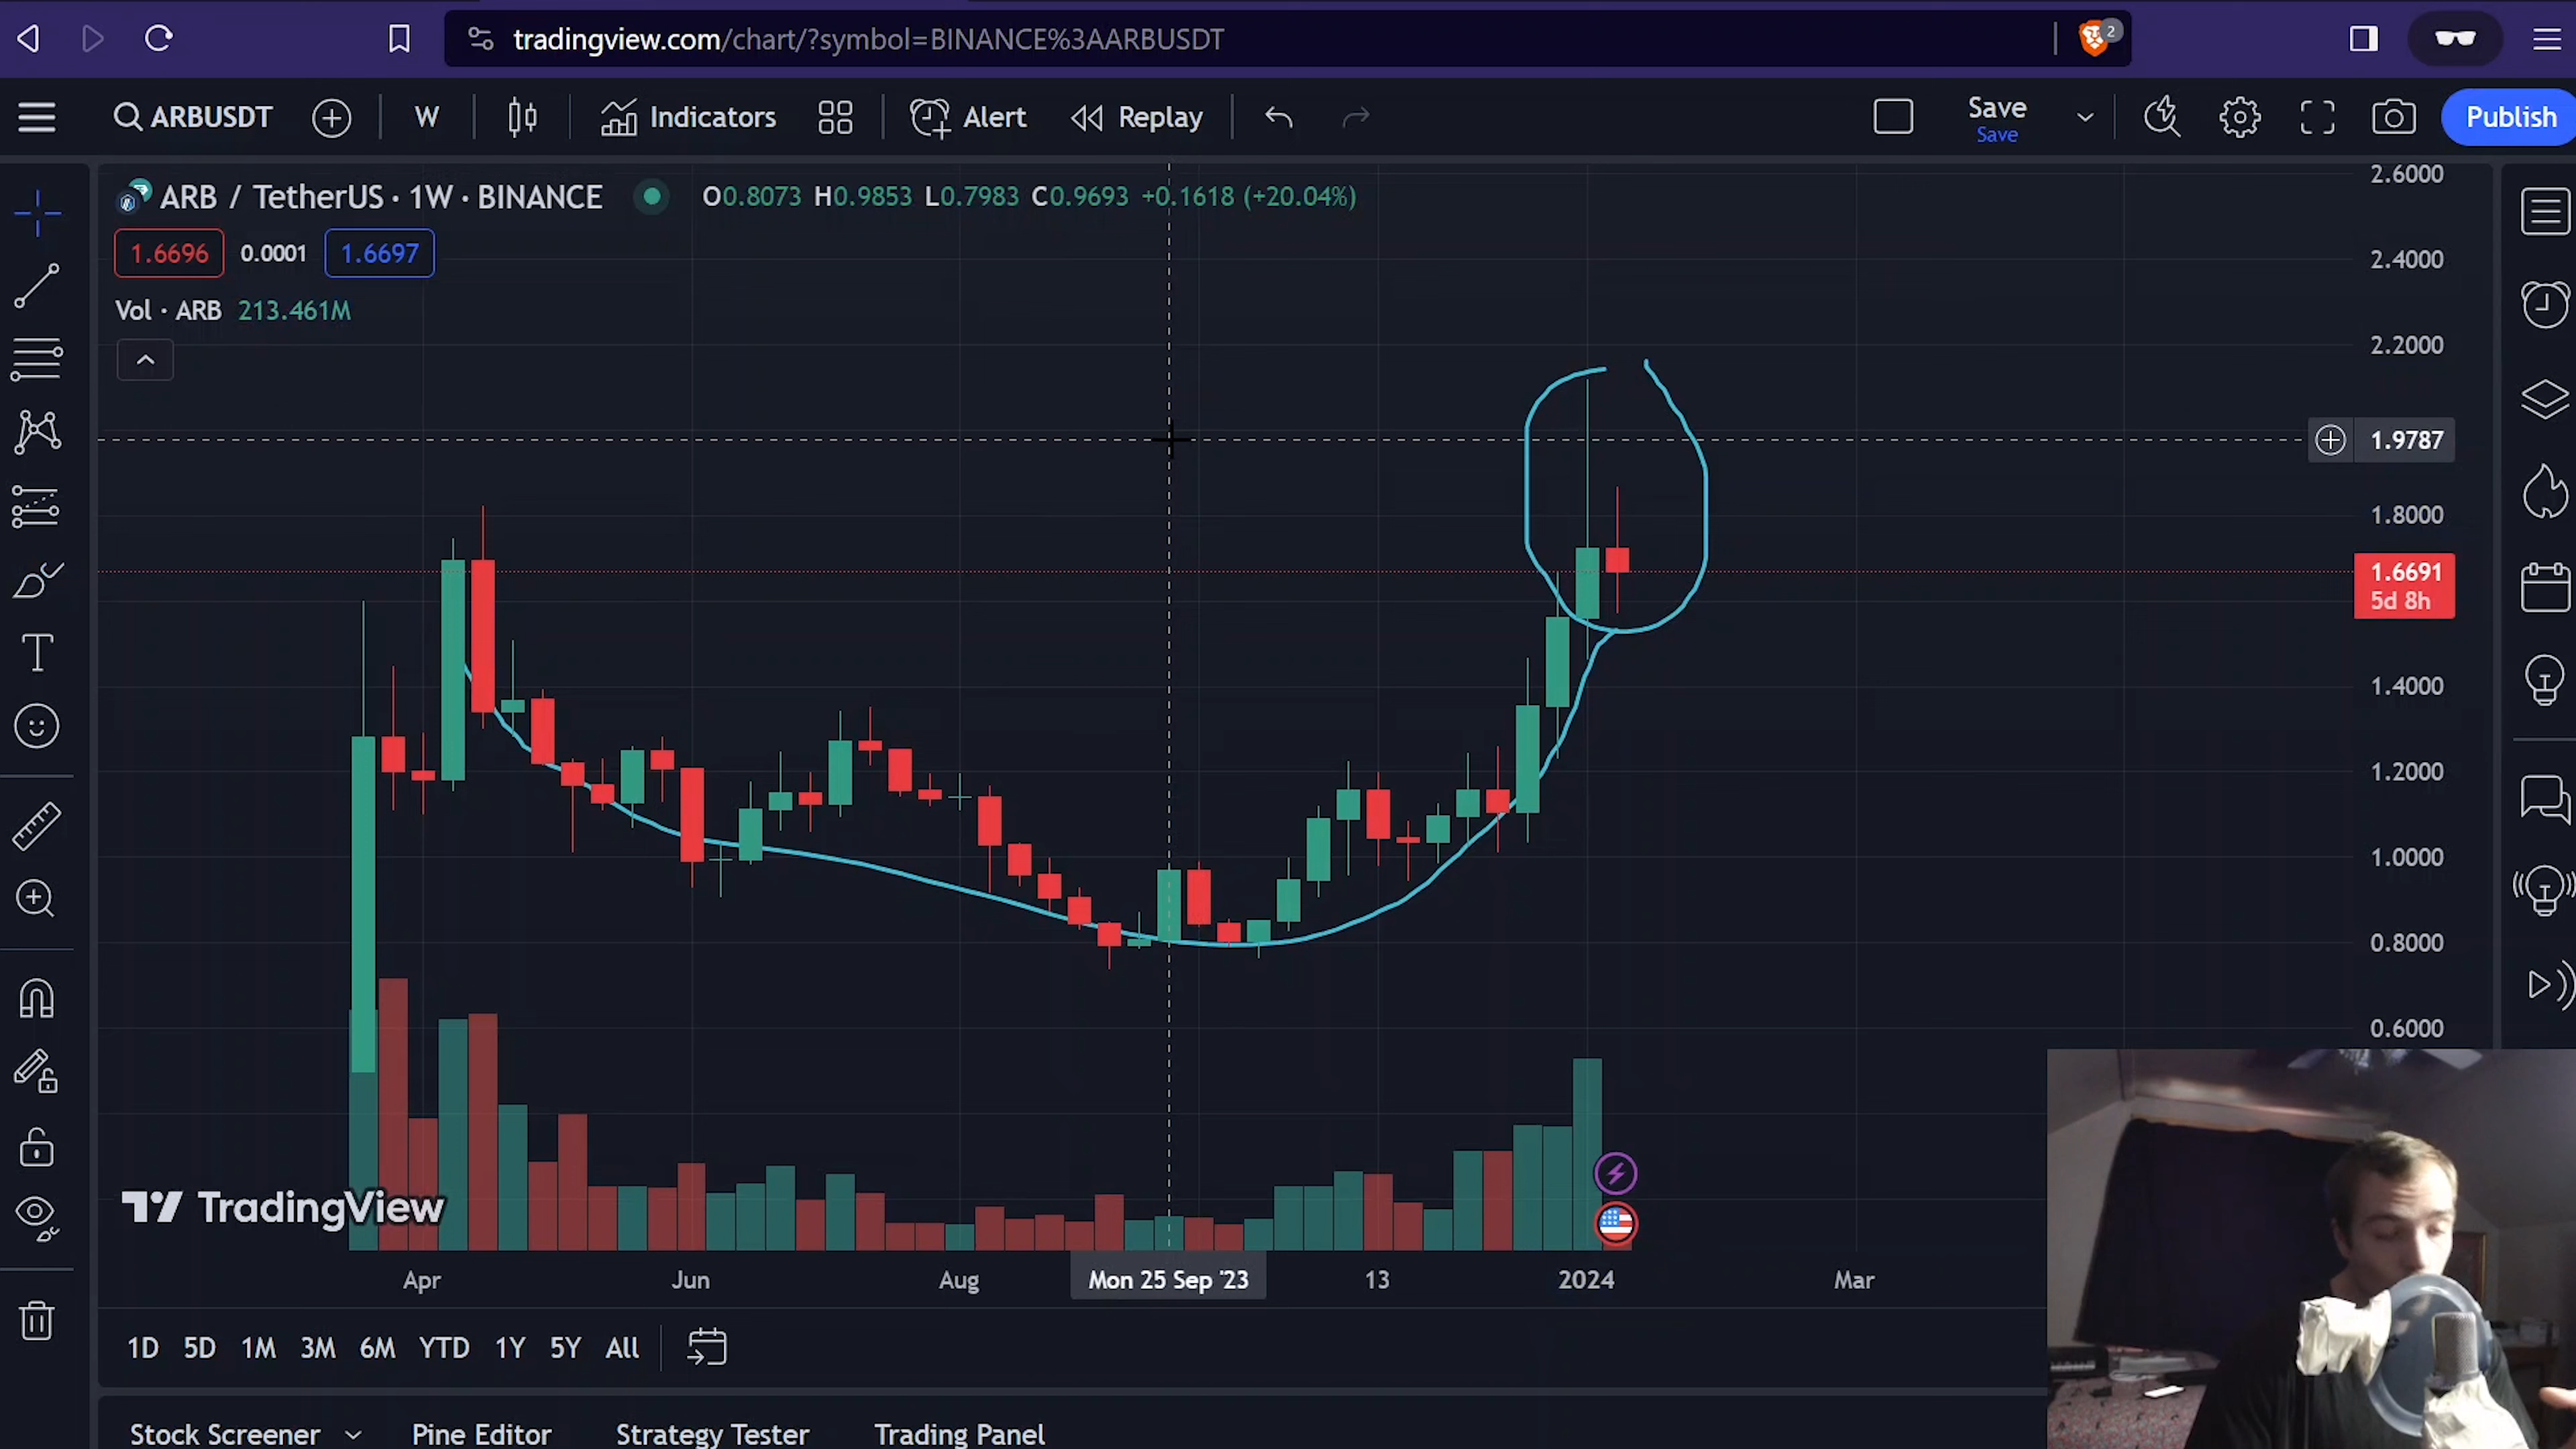 tradingview.com/chart/?symbol=BINANCE%3AARBUSDT
2
ARBUSDT W Indicators Alert Replay Save Publish
Save
ARB / TetherUS · 1W · BINANCE O0.8073 H0.9853 L0.7983 C0.9693 +0.1618 (+20.04%)
1.6696 0.0001 1.6697
Vol · ARB 213.461M
2.6000
2.4000
2.2000
1.9787
1.8000
1.6691
5d 8h
1.4000
1.2000
1.0000
0.8000
0.6000
TradingView
Apr Jun Aug Mon 25 Sep '23 13 2024 Mar
1D 5D 1M 3M 6M YTD 1Y 5Y All
Stock Screener Pine Editor Strategy Tester Trading Panel